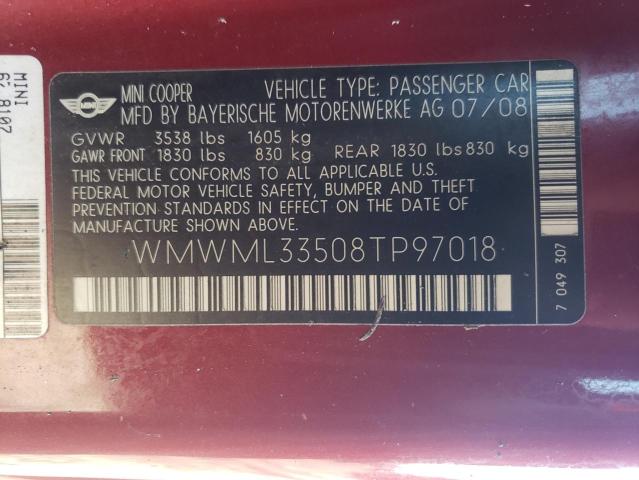 MINI COOPER VEHICLE TYPE: PASSENGER CAR
MINI MFD BY BAYERISCHE MOTORENWERKE AG 07/08
GVWR 3538 lbs 1605 kg
GAWR FRONT 1830 lbs 830 kg REAR 1830 lbs 830 kg
THIS VEHICLE CONFORMS TO ALL APPLICABLE U.S.
FEDERAL MOTOR VEHICLE SAFETY, BUMPER AND THEFT
PREVENTION STANDARDS IN EFFECT ON THE DATE OF
MANUFACTURE SHOWN ABOVE.
WMWML33508TP97018
7 049 307
MINI